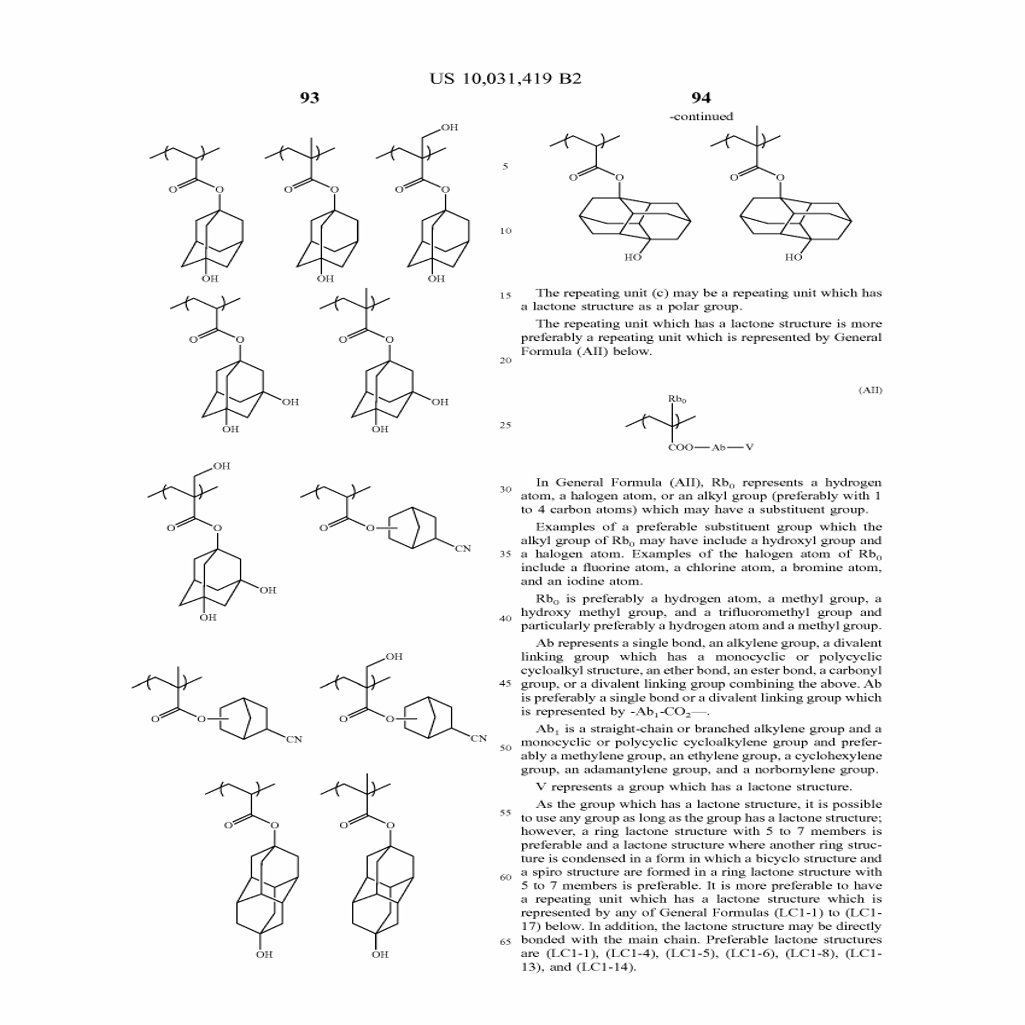 US 10,031,419 B2
93
94
-continued
OH
O
O
O
O
O
O
OH
OH
OH
O
O
HO
O
O
HO
5
10
15
20
25
30
35
40
45
50
55
60
65
O
O
OH
OH
O
O
OH
OH
OH
O
O
OH
OH
O
O
CN
O
O
CN
OH
O
O
CN
O
O
OH
O
O
OH
The repeating unit (c) may be a repeating unit which has
a lactone structure as a polar group.
The repeating unit which has a lactone structure is more
preferably a repeating unit which is represented by General
Formula (AII) below.
(AII)
Rb₀
COO—Ab—V
In General Formula (AII), Rb₀ represents a hydrogen
atom, a halogen atom, or an alkyl group (preferably with 1
to 4 carbon atoms) which may have a substituent group.
Examples of a preferable substituent group which the
alkyl group of Rb₀ may have include a hydroxyl group and
a halogen atom. Examples of the halogen atom of Rb₀
include a fluorine atom, a chlorine atom, a bromine atom,
and an iodine atom.
Rb₀ is preferably a hydrogen atom, a methyl group, a
hydroxy methyl group, and a trifluoromethyl group and
particularly preferably a hydrogen atom and a methyl group.
Ab represents a single bond, an alkylene group, a divalent
linking group which has a monocyclic or polycyclic
cycloalkyl structure, an ether bond, an ester bond, a carbonyl
group, or a divalent linking group combining the above. Ab
is preferably a single bond or a divalent linking group which
is represented by -Ab₁-CO₂—.
Ab₁ is a straight-chain or branched alkylene group and a
monocyclic or polycyclic cycloalkylene group and prefer-
ably a methylene group, an ethylene group, a cyclohexylene
group, an adamantylene group, and a norbornylene group.
V represents a group which has a lactone structure.
As the group which has a lactone structure, it is possible
to use any group as long as the group has a lactone structure;
however, a ring lactone structure with 5 to 7 members is
preferable and a lactone structure where another ring struc-
ture is condensed in a form in which a bicyclo structure and
a spiro structure are formed in a ring lactone structure with
5 to 7 members is preferable. It is more preferable to have
a repeating unit which has a lactone structure which is
represented by any of General Formulas (LC1-1) to (LC1-
17) below. In addition, the lactone structure may be directly
bonded with the main chain. Preferable lactone structures
are (LC1-1), (LC1-4), (LC1-5), (LC1-6), (LC1-8), (LC1-
13), and (LC1-14).